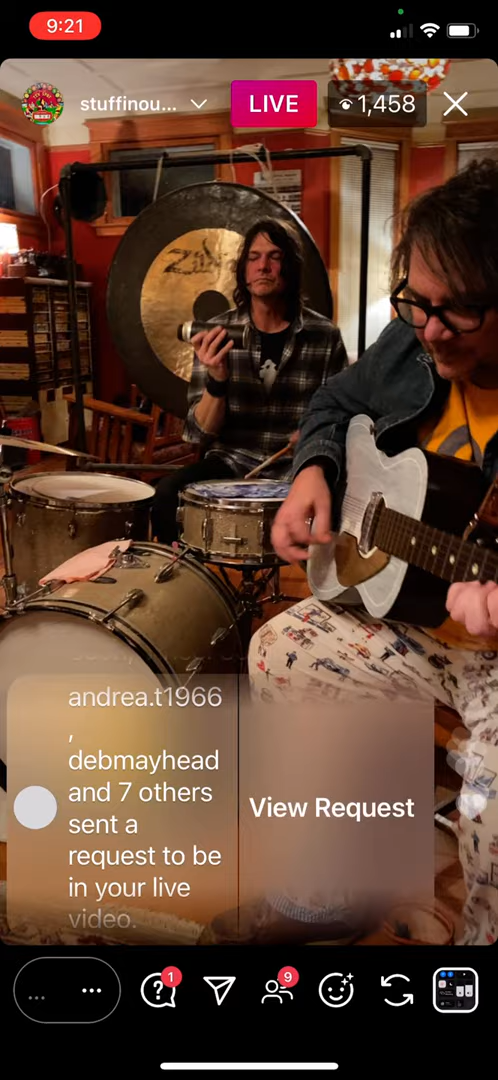 9:21
stuffinou...
LIVE
1,458
andrea.t1966
,
debmayhead
and 7 others
sent a
request to be
in your live
video.
View Request
1
9